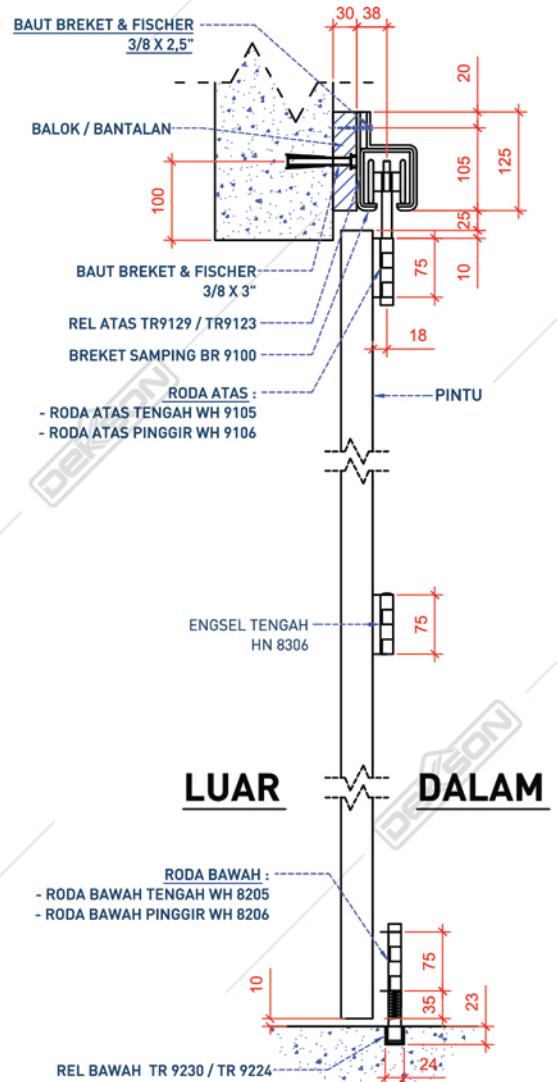 BAUT BREKET & FISCHER
3/8 X 2,5"
30
38
20
BALOK / BANTALAN
105
125
100
25
BAUT BREKET & FISCHER
3/8 X 3"
75
10
REL ATAS TR9129 / TR9123
18
BREKET SAMPING BR 9100
RODA ATAS :
- RODA ATAS TENGAH WH 9105
- RODA ATAS PINGGIR WH 9106
PINTU
DEKSON
ENGSEL TENGAH
HN 8306
75
DEKSON
LUAR
DALAM
RODA BAWAH :
- RODA BAWAH TENGAH WH 8205
- RODA BAWAH PINGGIR WH 8206
75
10
35
23
24
REL BAWAH TR 9230 / TR 9224